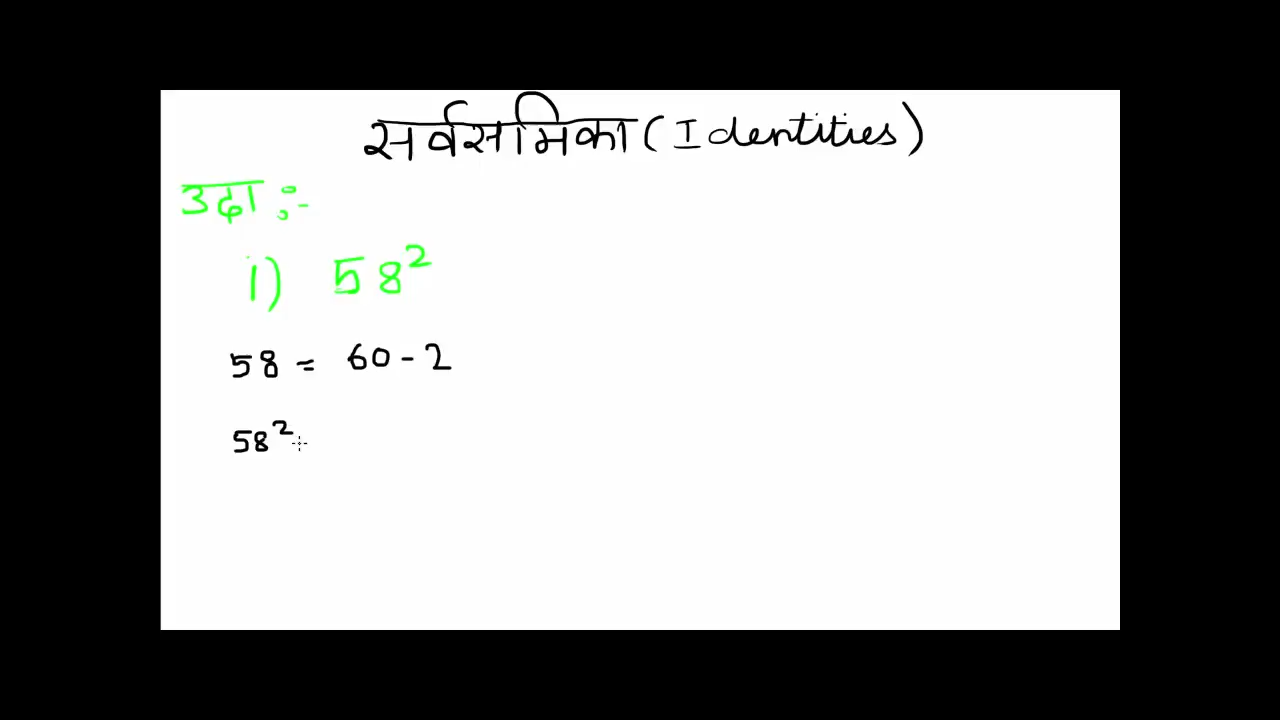 सर्वसमिका (Identities)
उदा :-
1) 58²
58 = 60 - 2
58²